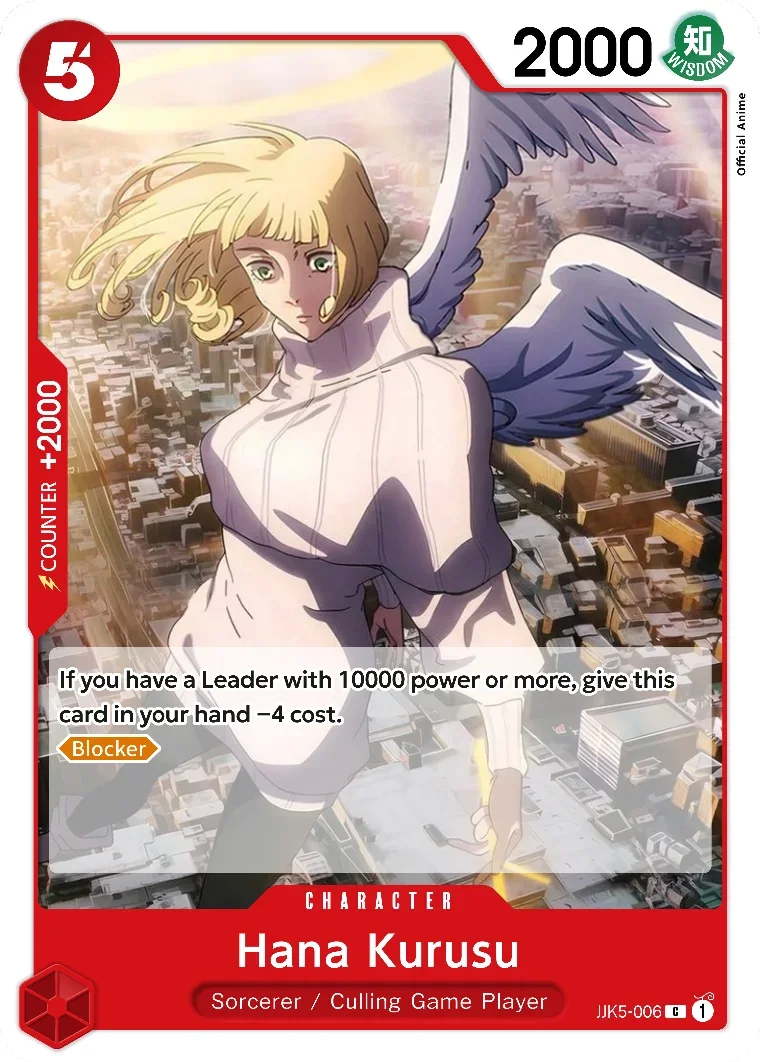 5
2000
知
WISDOM
Official Anime
COUNTER +2000
If you have a Leader with 10000 power or more, give this
card in your hand −4 cost.
Blocker
CHARACTER
Hana Kurusu
Sorcerer / Culling Game Player
JJK5-006 C 1